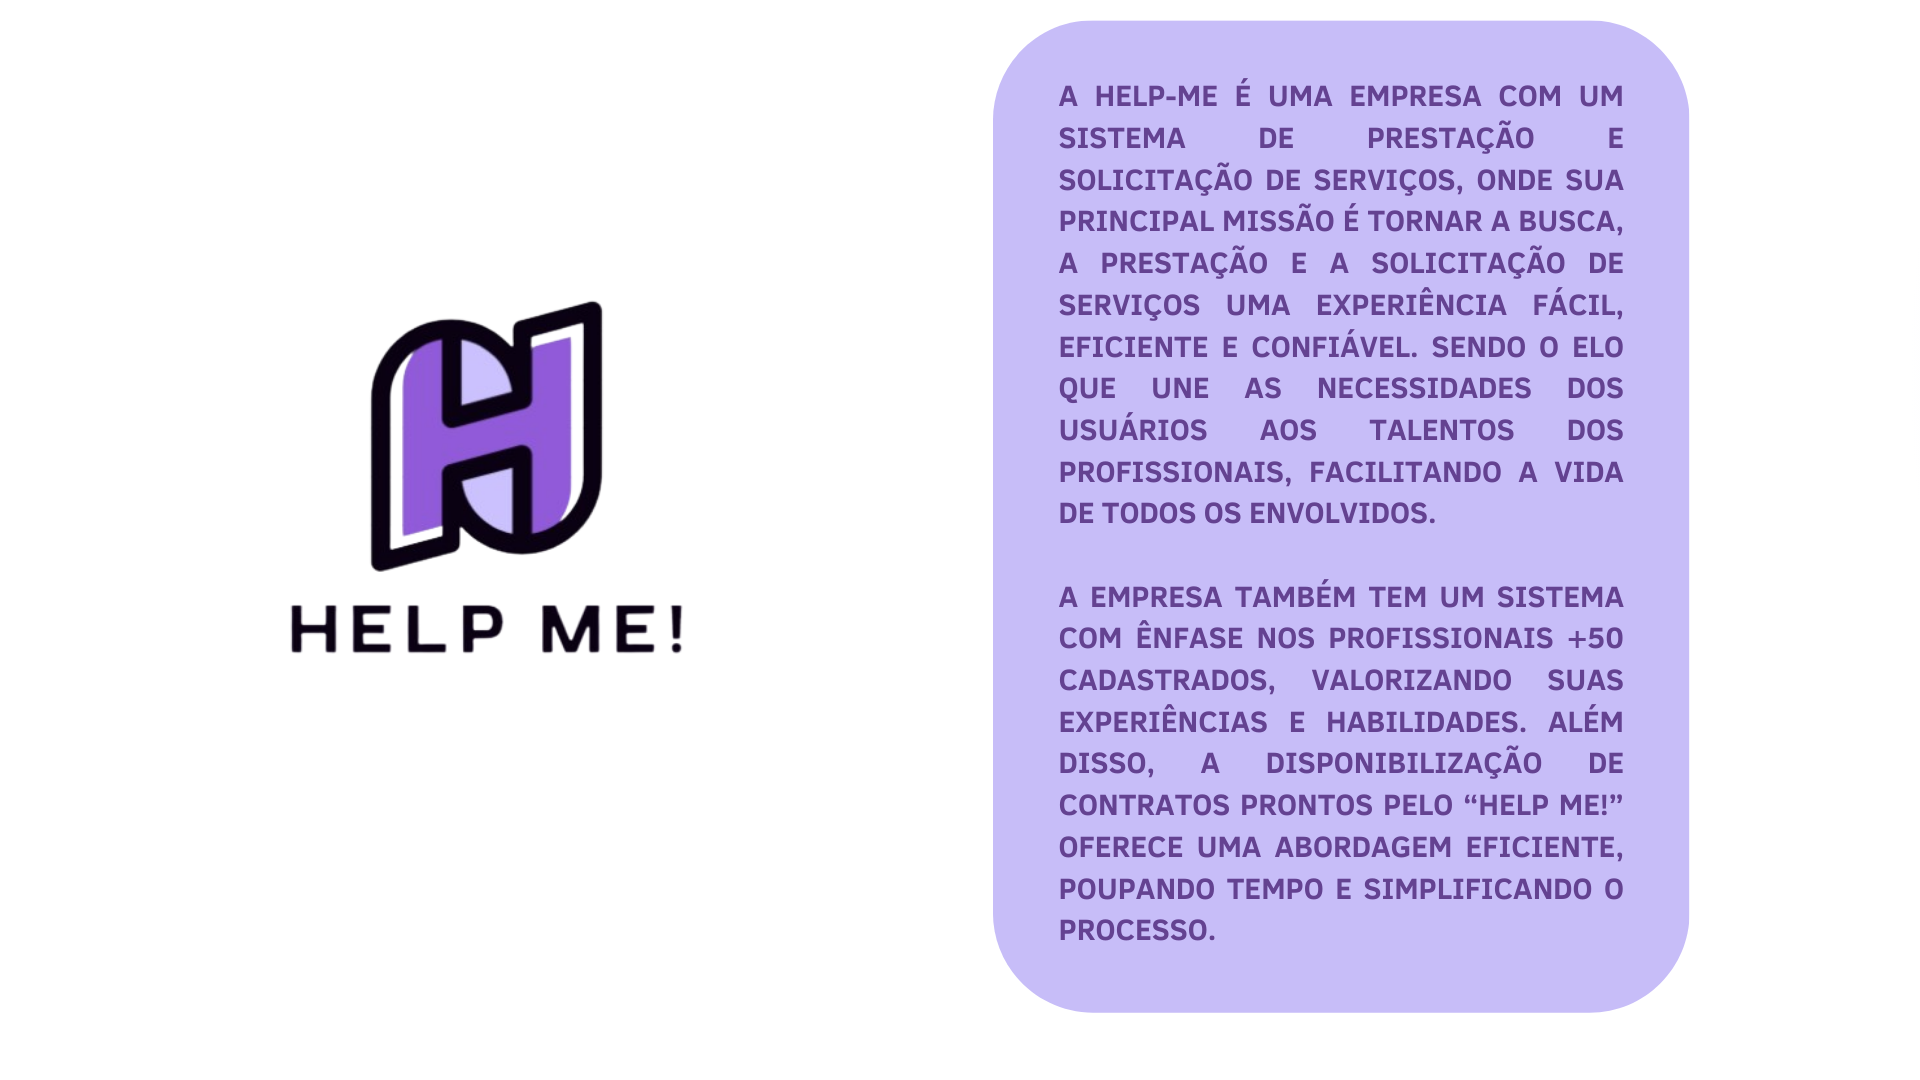 HELP ME!
A HELP-ME É UMA EMPRESA COM UM
SISTEMA DE PRESTAÇÃO E
SOLICITAÇÃO DE SERVIÇOS, ONDE SUA
PRINCIPAL MISSÃO É TORNAR A BUSCA,
A PRESTAÇÃO E A SOLICITAÇÃO DE
SERVIÇOS UMA EXPERIÊNCIA FÁCIL,
EFICIENTE E CONFIÁVEL. SENDO O ELO
QUE UNE AS NECESSIDADES DOS
USUÁRIOS AOS TALENTOS DOS
PROFISSIONAIS, FACILITANDO A VIDA
DE TODOS OS ENVOLVIDOS.
A EMPRESA TAMBÉM TEM UM SISTEMA
COM ÊNFASE NOS PROFISSIONAIS +50
CADASTRADOS, VALORIZANDO SUAS
EXPERIÊNCIAS E HABILIDADES. ALÉM
DISSO, A DISPONIBILIZAÇÃO DE
CONTRATOS PRONTOS PELO “HELP ME!”
OFERECE UMA ABORDAGEM EFICIENTE,
POUPANDO TEMPO E SIMPLIFICANDO O
PROCESSO.